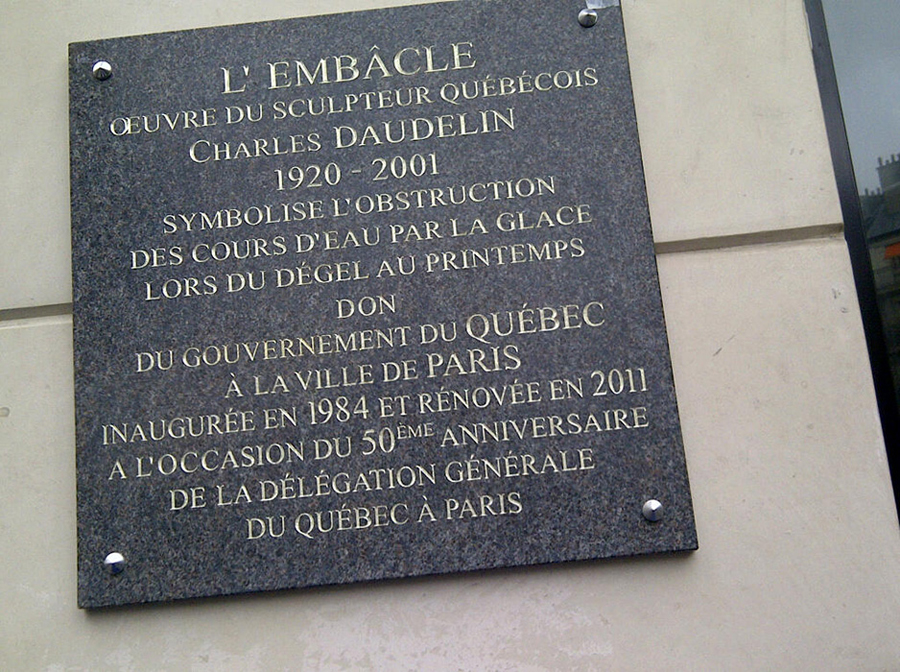 L' EMBÂCLE
ŒUVRE DU SCULPTEUR QUÉBÉCOIS
CHARLES DAUDELIN
1920 - 2001
SYMBOLISE L'OBSTRUCTION
DES COURS D'EAU PAR LA GLACE
LORS DU DÉGEL AU PRINTEMPS
DON
DU GOUVERNEMENT DU QUÉBEC
À LA VILLE DE PARIS
INAUGURÉE EN 1984 ET RÉNOVÉE EN 2011
A L'OCCASION DU 50ÈME ANNIVERSAIRE
DE LA DÉLÉGATION GÉNÉRALE
DU QUÉBEC À PARIS